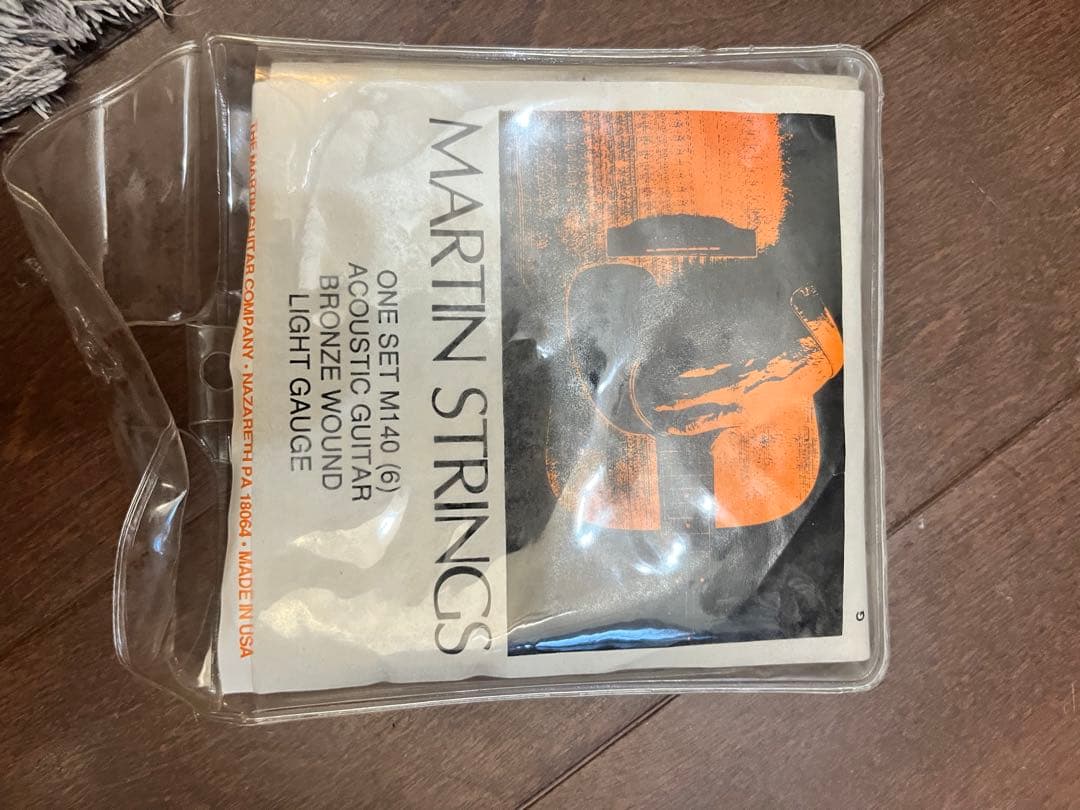 G
MARTIN STRINGS
ONE SET M140 (6)
ACOUSTIC GUITAR
BRONZE WOUND
LIGHT GAUGE
THE MARTIN GUITAR COMPANY • NAZARETH PA 18064 • MADE IN USA